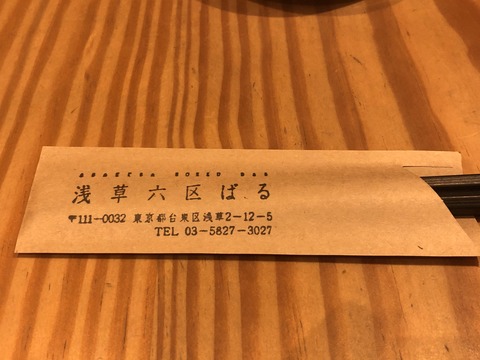 ASAKUSA ROKKU BAR
浅草六区ばる
〒111-0032 東京都台東区浅草2-12-5
TEL 03-5827-3027